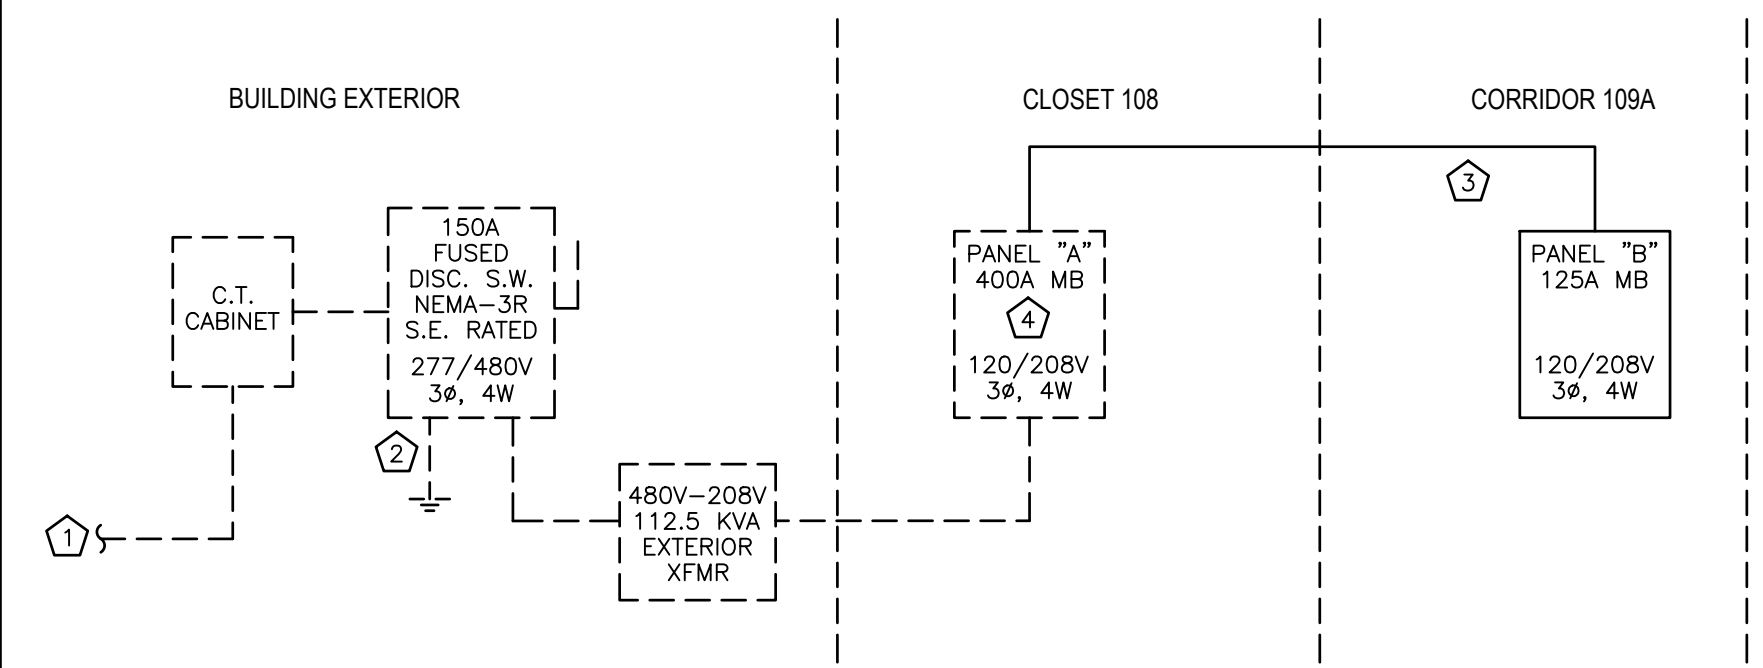 BUILDING EXTERIOR
CLOSET 108
CORRIDOR 109A
3
C.T.
CABINET
150A
FUSED
DISC. S.W.
NEMA-3R
S.E. RATED
277/480V
3ø, 4W
PANEL "A"
400A MB
4
120/208V
3ø, 4W
PANEL "B"
125A MB
120/208V
3ø, 4W
2
1
480V-208V
112.5 KVA
EXTERIOR
XFMR